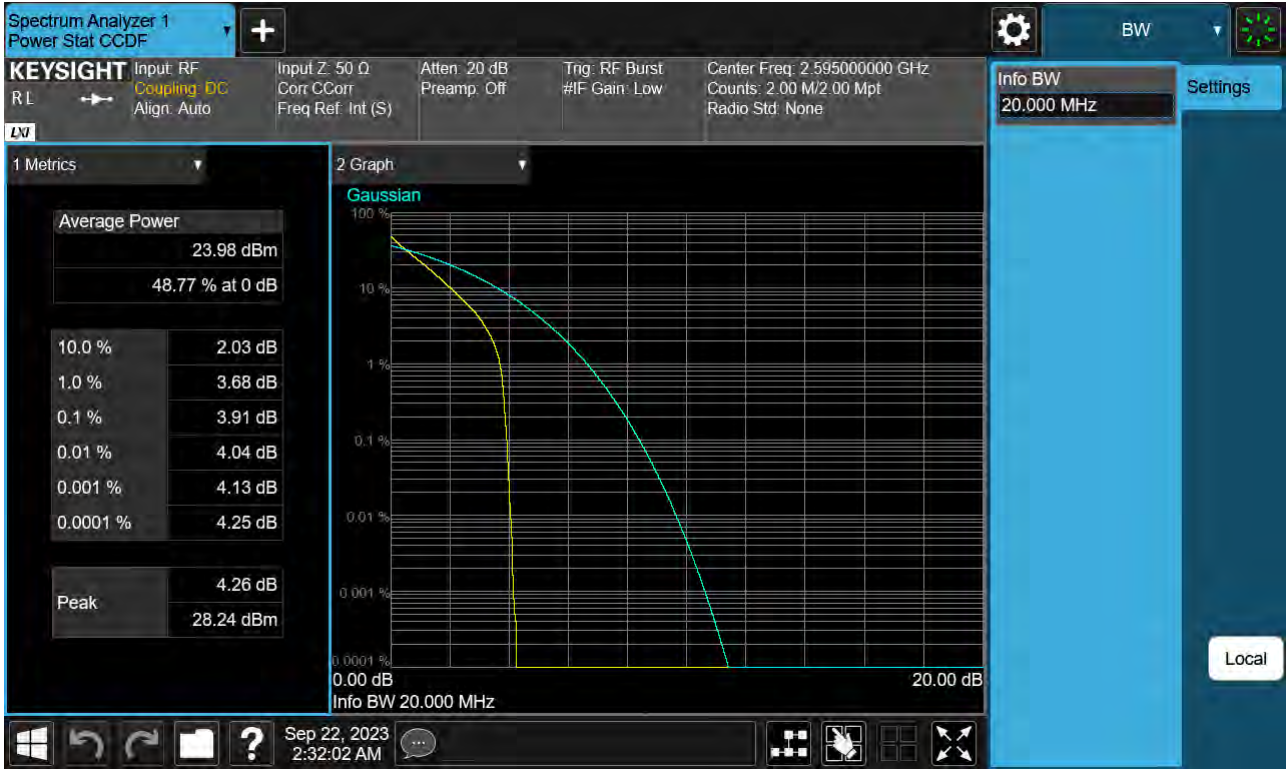 Spectrum Analyzer 1
Power Stat CCDF
BW
KEYSIGHT
R L
LXI
Input: RF
Coupling: DC
Align: Auto
Input Z: 50 Ω
Corr CCorr
Freq Ref: Int (S)
Atten: 20 dB
Preamp: Off
Trig: RF Burst
#IF Gain: Low
Center Freq: 2.595000000 GHz
Counts: 2.00 M/2.00 Mpt
Radio Std: None
Info BW
20.000 MHz
Settings
1 Metrics
Average Power
23.98 dBm
48.77 % at 0 dB
10.0 % 2.03 dB
1.0 % 3.68 dB
0.1 % 3.91 dB
0.01 % 4.04 dB
0.001 % 4.13 dB
0.0001 % 4.25 dB
Peak 4.26 dB
28.24 dBm
2 Graph
Gaussian
100 %
10 %
1 %
0.1 %
0.01 %
0.001 %
0.0001 %
0.00 dB 20.00 dB
Info BW 20.000 MHz
Local
?
Sep 22, 2023
2:32:02 AM